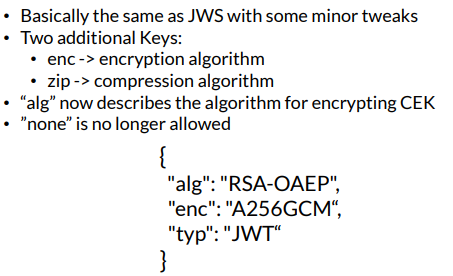 • Basically the same as JWS with some minor tweaks
• Two additional Keys:
• enc -> encryption algorithm
• zip -> compression algorithm
• “alg” now describes the algorithm for encrypting CEK
• ”none” is no longer allowed
{
"alg": "RSA-OAEP",
"enc": "A256GCM“,
"typ": "JWT“
}